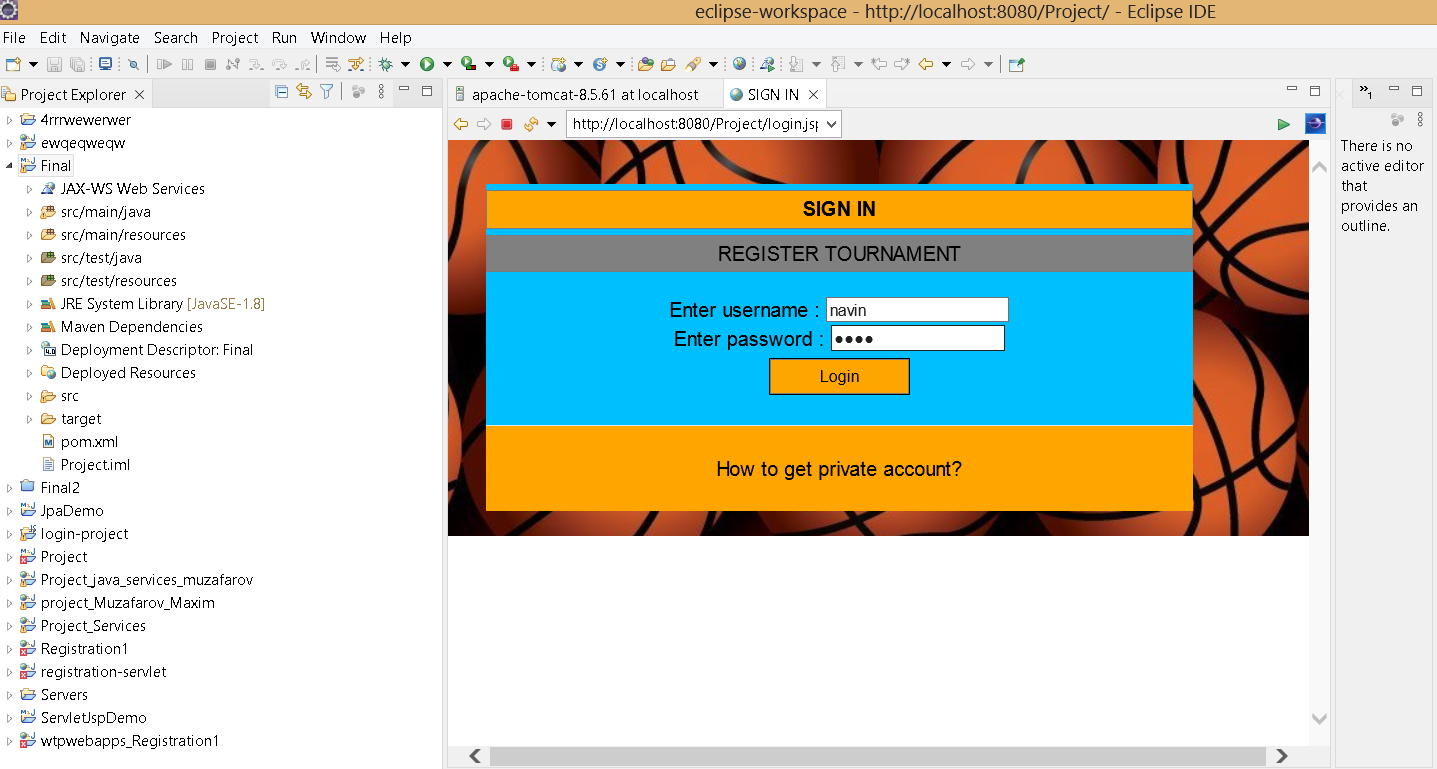 eclipse-workspace - http://localhost:8080/Project/ - Eclipse IDE
File Edit Navigate Search Project Run Window Help
Project Explorer
4rrrwewerwer
ewqeqweqw
Final
JAX-WS Web Services
src/main/java
src/main/resources
src/test/java
src/test/resources
JRE System Library [JavaSE-1.8]
Maven Dependencies
Deployment Descriptor: Final
Deployed Resources
src
target
pom.xml
Project.iml
Final2
JpaDemo
login-project
Project
Project_java_services_muzafarov
project_Muzafarov_Maxim
Project_Services
Registration1
registration-servlet
Servers
ServletJspDemo
wtpwebapps_Registration1
apache-tomcat-8.5.61 at localhost
SIGN IN
http://localhost:8080/Project/login.jsp
SIGN IN
REGISTER TOURNAMENT
Enter username : navin
Enter password : ●●●●
Login
How to get private account?
»1
There is no
active editor
that
provides an
outline.